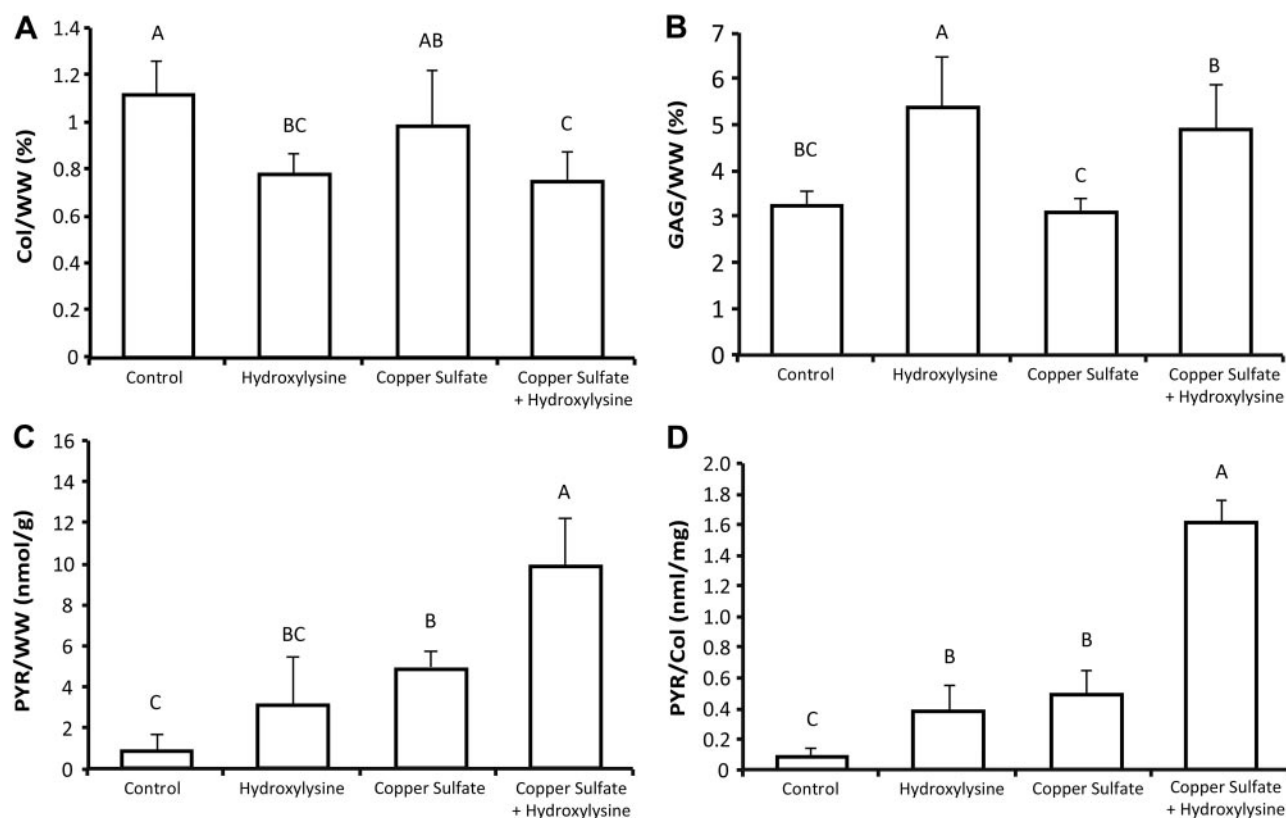 A
Col/WW (%)
1.4
1.2
1
0.8
0.6
0.4
0.2
0
A
BC
AB
C
Control
Hydroxylysine
Copper Sulfate
Copper Sulfate
+ Hydroxylysine
B
GAG/WW (%)
7
6
5
4
3
2
1
0
BC
A
C
B
Control
Hydroxylysine
Copper Sulfate
Copper Sulfate
+ Hydroxylysine
C
PYR/WW (nmol/g)
16
14
12
10
8
6
4
2
0
C
BC
B
A
Control
Hydroxylysine
Copper Sulfate
Copper Sulfate
+ Hydroxylysine
D
PYR/Col (nml/mg)
2.0
1.8
1.6
1.4
1.2
1.0
0.8
0.6
0.4
0.2
0
C
B
B
A
Control
Hydroxylysine
Copper Sulfate
Copper Sulfate
+ Hydroxylysine